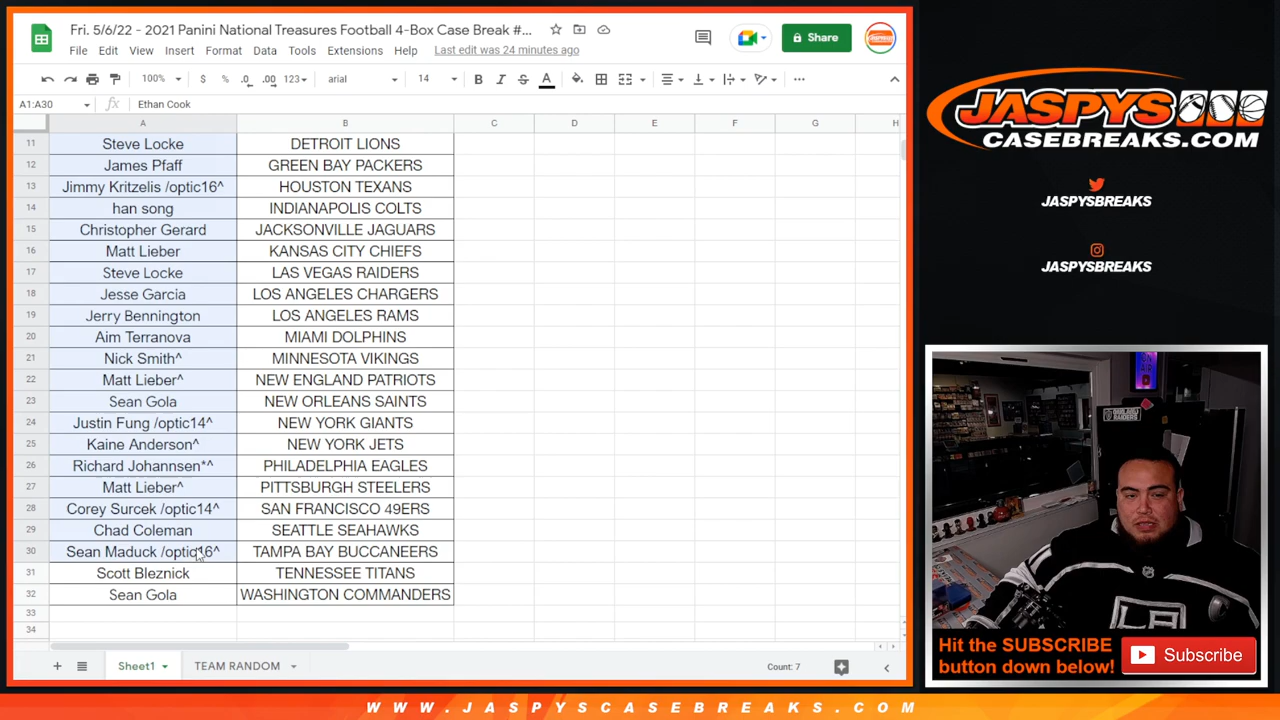 Fri. 5/6/22 - 2021 Panini National Treasures Football 4-Box Case Break #...
File Edit View Insert Format Data Tools Extensions Help Last edit was 24 minutes ago
Share
100% $ % .0 .00 123 arial 14 B I S A
A1:A30 fx Ethan Cook
A B C D E F G H
11 Steve Locke DETROIT LIONS
12 James Pfaff GREEN BAY PACKERS
13 Jimmy Kritzelis /optic16^ HOUSTON TEXANS
14 han song INDIANAPOLIS COLTS
15 Christopher Gerard JACKSONVILLE JAGUARS
16 Matt Lieber KANSAS CITY CHIEFS
17 Steve Locke LAS VEGAS RAIDERS
18 Jesse Garcia LOS ANGELES CHARGERS
19 Jerry Bennington LOS ANGELES RAMS
20 Aim Terranova MIAMI DOLPHINS
21 Nick Smith^ MINNESOTA VIKINGS
22 Matt Lieber^ NEW ENGLAND PATRIOTS
23 Sean Gola NEW ORLEANS SAINTS
24 Justin Fung /optic14^ NEW YORK GIANTS
25 Kaine Anderson^ NEW YORK JETS
26 Richard Johannsen*^ PHILADELPHIA EAGLES
27 Matt Lieber^ PITTSBURGH STEELERS
28 Corey Surcek /optic14^ SAN FRANCISCO 49ERS
29 Chad Coleman SEATTLE SEAHAWKS
30 Sean Maduck /optic16^ TAMPA BAY BUCCANEERS
31 Scott Bleznick TENNESSEE TITANS
32 Sean Gola WASHINGTON COMMANDERS
33
34
Sheet1 TEAM RANDOM Count: 7
JASPYS
CASEBREAKS.COM
JASPYSBREAKS
JASPYSBREAKS
Hit the SUBSCRIBE
button down below!
Subscribe
WWW.JASPYSCASEBREAKS.COM